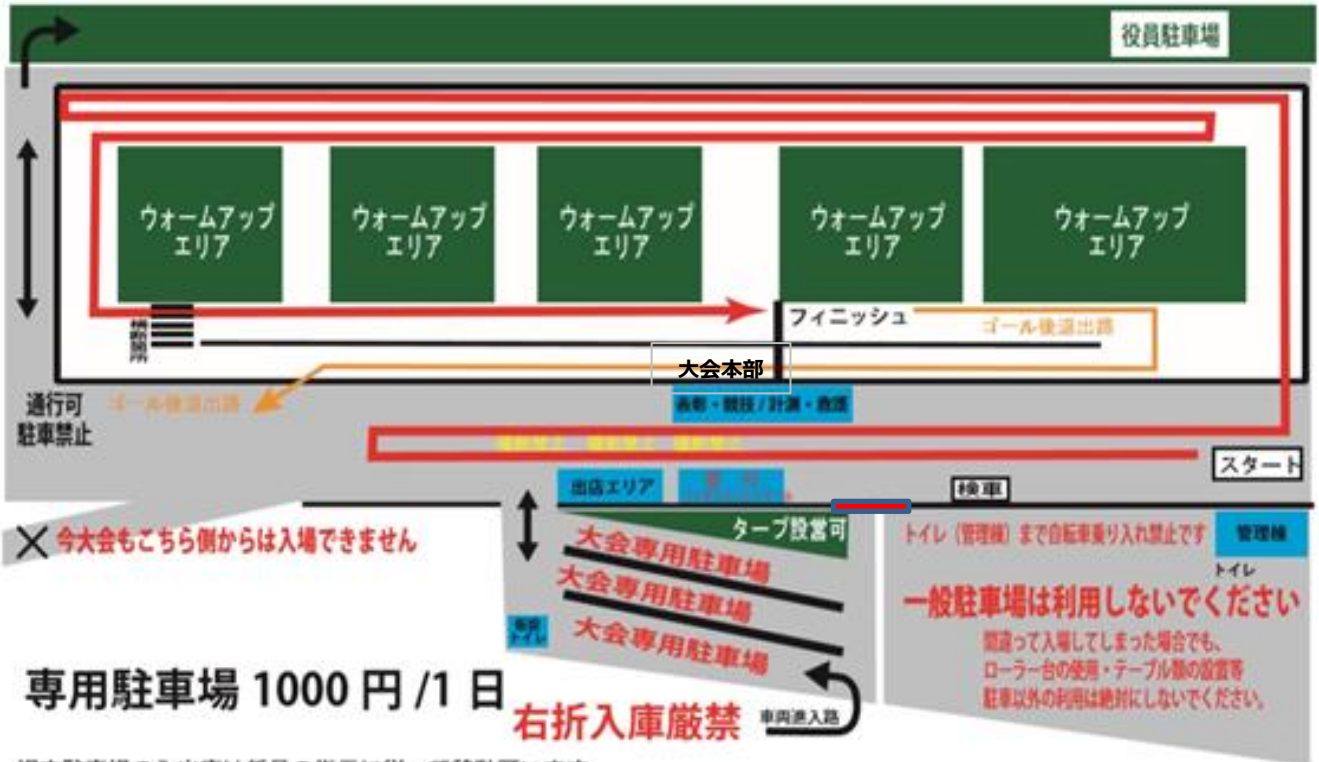 役員駐車場
ウォームアップ
エリア
ウォームアップ
エリア
ウォームアップ
エリア
ウォームアップ
エリア
ウォームアップ
エリア
フィニッシュ
ゴール後退出路
大会本部
通行可
駐車禁止
ゴール後退出路
表彰・競技/計測・救護
スタート
出店エリア
検車
× 今大会もこちら側からは入場できません
タープ設営可
大会専用駐車場
大会専用駐車場
大会専用駐車場
仮設
トイレ
トイレ(管理棟)まで自転車乗り入れ禁止です
管理棟
トイレ
一般駐車場は利用しないでください
間違って入場してしまった場合でも、
ローラー台の使用・テーブル類の設置等
駐車以外の利用は絶対にしないでください。
専用駐車場 1000 円 /1 日
右折入庫厳禁
車両進入路